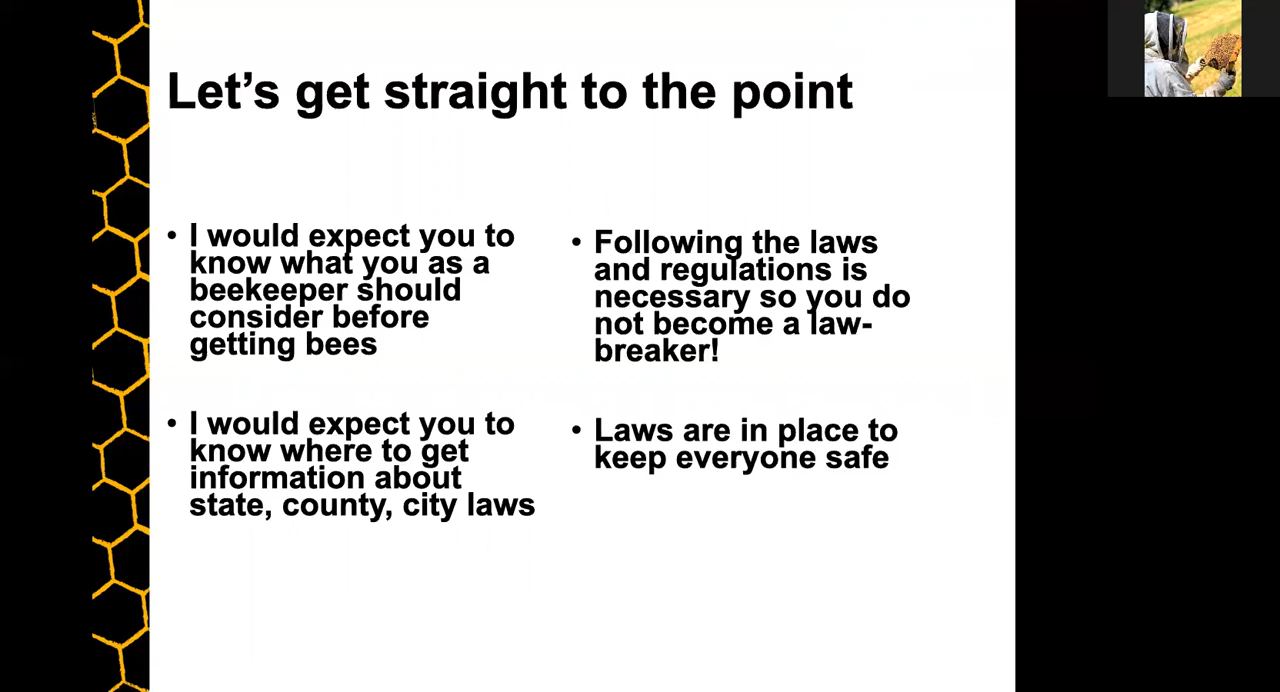 Let's get straight to the point
• I would expect you to
know what you as a
beekeeper should
consider before
getting bees
• I would expect you to
know where to get
information about
state, county, city laws
• Following the laws
and regulations is
necessary so you do
not become a law-
breaker!
• Laws are in place to
keep everyone safe